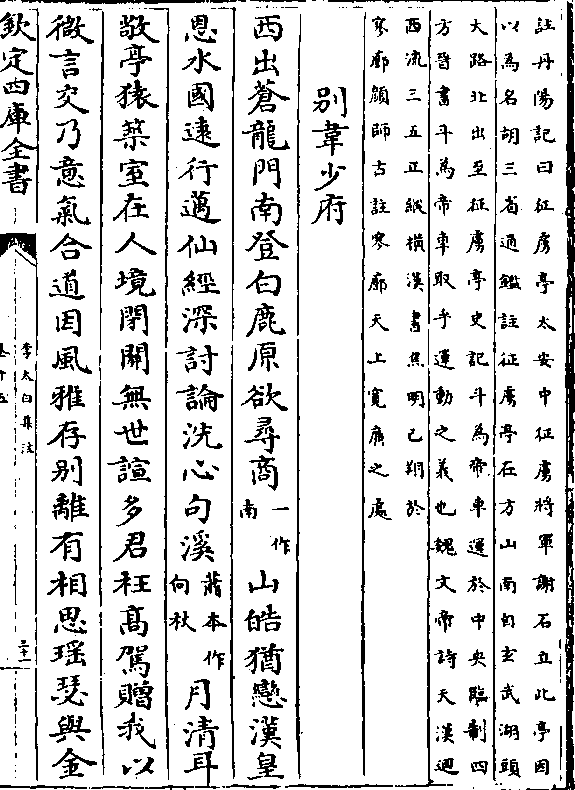 註丹陽記曰征虜亭太安中征虜將軍謝石立此亭因
以為名胡三省通鑑註征虜亭在方山南自玄武湖頭
大路北出至征虜亭史記斗為帝車運於中央臨制四
方晉書斗為帝車取乎運動之義也魏文帝詩天漢廻
西流三五正縱橫漢書焦明已翔於
寥廓顏師古註寥廓天上寬廣之處
別韋少府
西出蒼龍門南登白鹿原欲尋商一作南山皓猶戀漢皇
恩水國遠行邁仙經深討論洗心句溪蕭本作向秋月清耳
敬亭猿築室在人境閉關無世諠多君枉高駕贈我以
微言交乃意氣合道因風雅存別離有相思瑤瑟與金
欽定四庫全書
李太白集注
卷十五
三十一